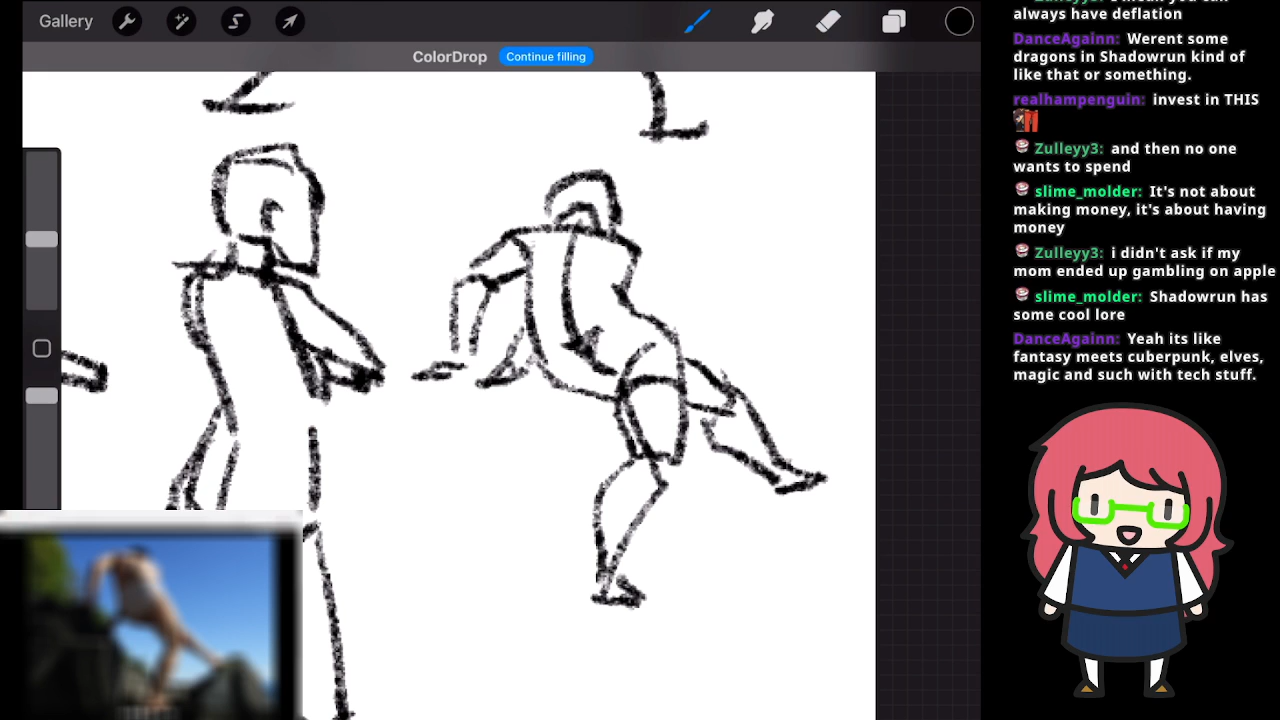 Gallery
ColorDrop Continue filling
always have deflation
DanceAgainn: Werent some
dragons in Shadowrun kind of
like that or something.
realhampenguin: invest in THIS
Zulleyy3: and then no one
wants to spend
slime_molder: It's not about
making money, it's about having
money
Zulleyy3: i didn't ask if my
mom ended up gambling on apple
slime_molder: Shadowrun has
some cool lore
DanceAgainn: Yeah its like
fantasy meets cuberpunk, elves,
magic and such with tech stuff.